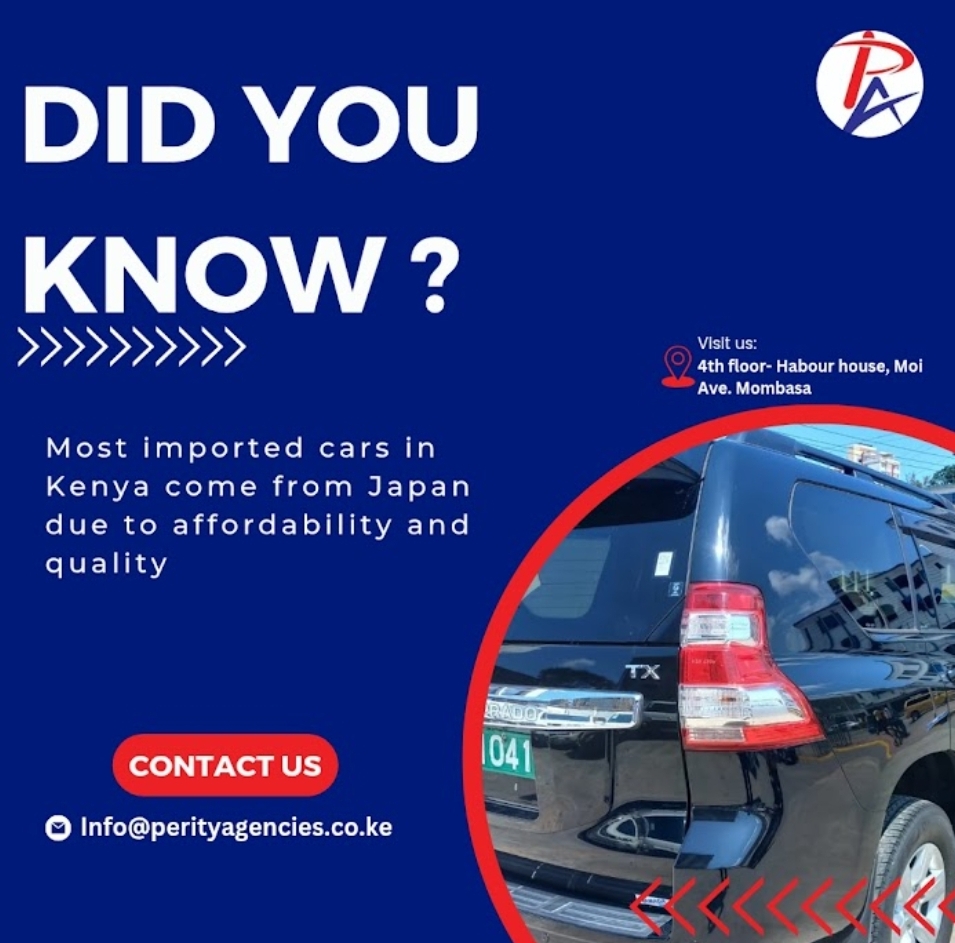 DID YOU
KNOW ?
Visit us:
4th floor- Habour house, Moi
Ave. Mombasa
Most imported cars in
Kenya come from Japan
due to affordability and
quality
TX
RADO
1041
CONTACT US
Info@perityagencies.co.ke